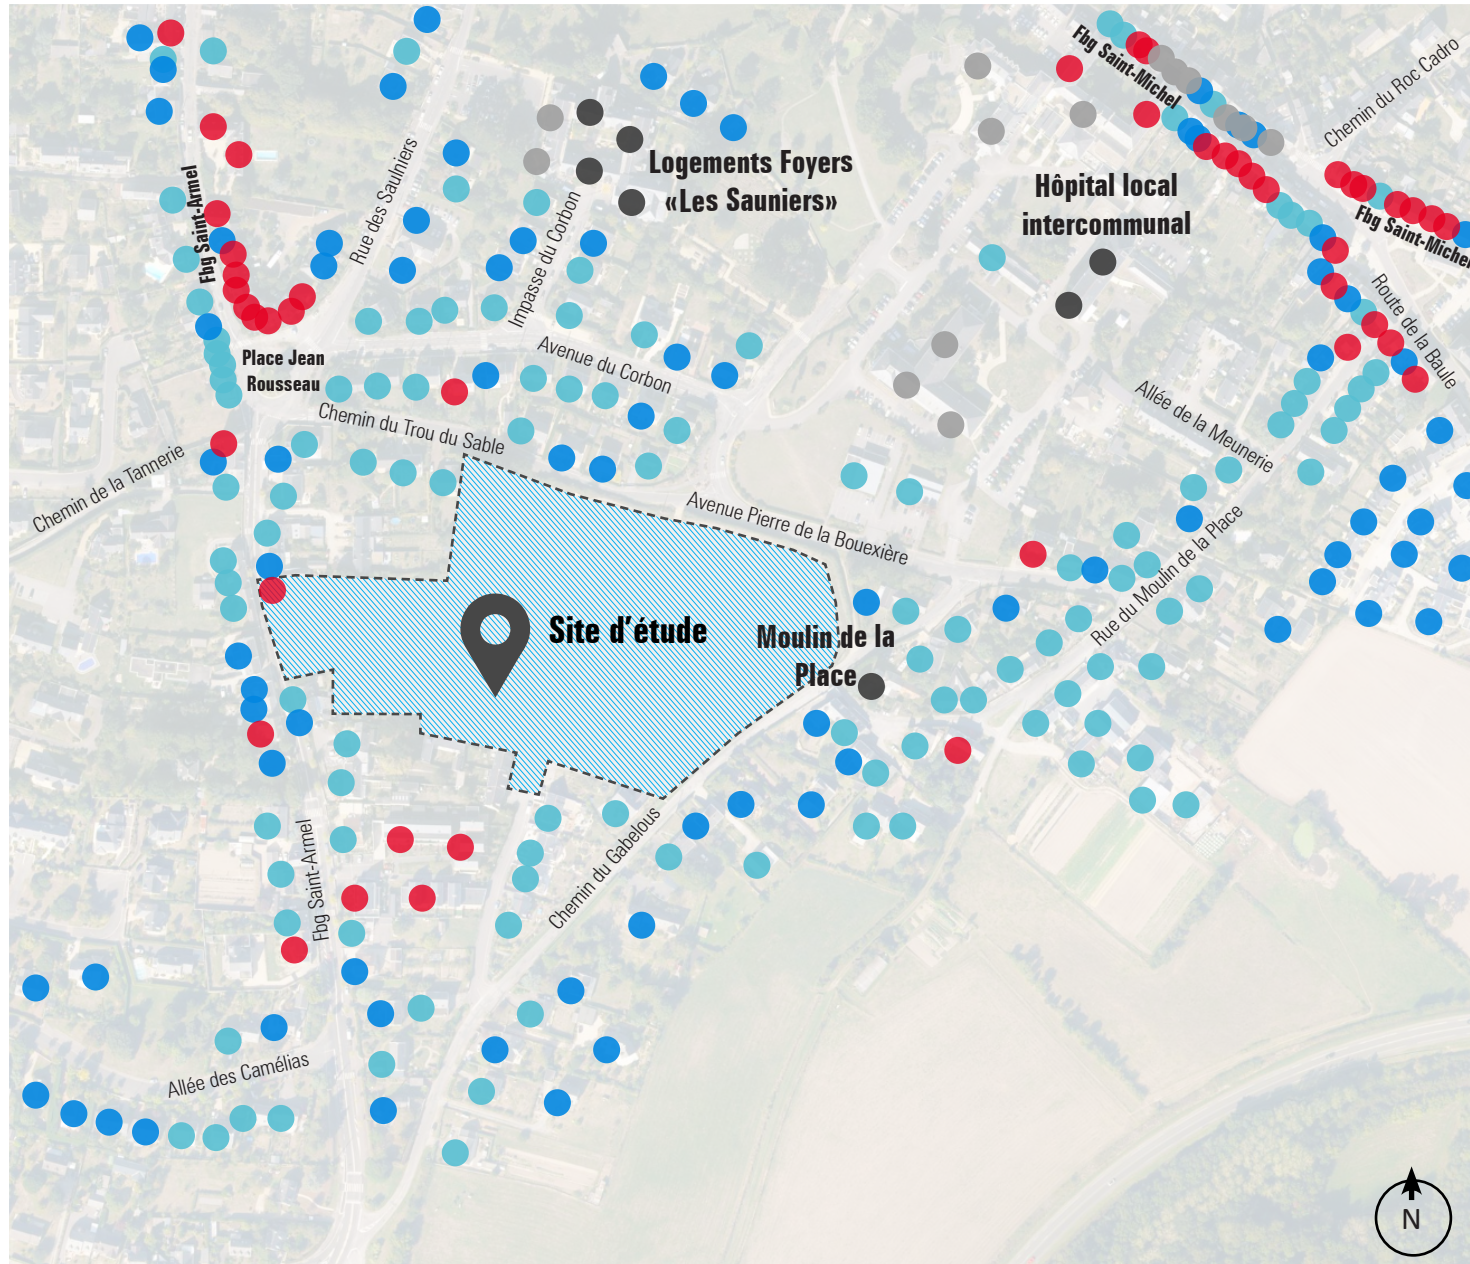 Fbg Saint-Michel
Chemin du Roc Cadro
Rue des Saulniers
Logements Foyers
«Les Sauniers»
Hôpital local
intercommunal
Fbg Saint-Armel
Impasse du Corbon
Fbg Saint-Michel
Route de la Baule
Place Jean
Rousseau
Avenue du Corbon
Allée de la Meunerie
Chemin du Trou du Sable
Chemin de la Tannerie
Avenue Pierre de la Bouexière
Rue du Moulin de la Place
Site d'étude
Moulin de la
Place
Fbg Saint-Armel
Chemin du Gabelous
Allée des Camélias
N